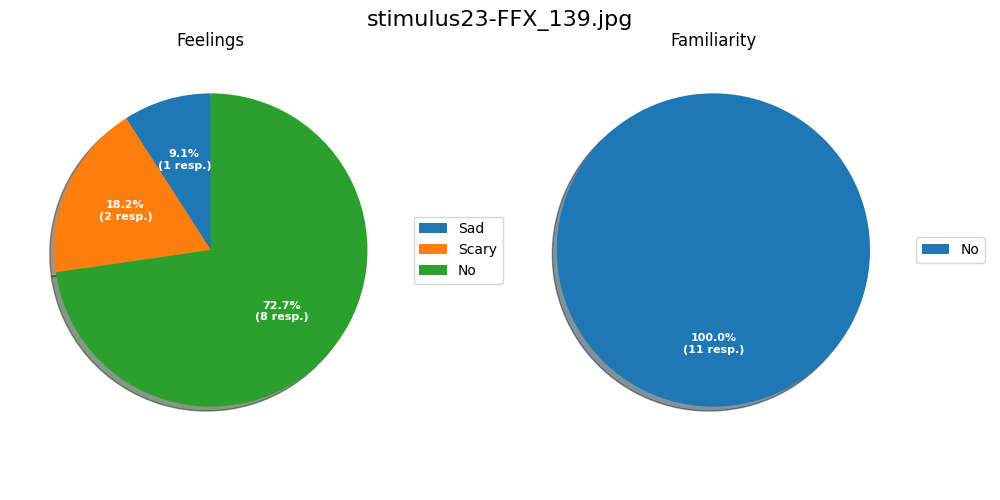 stimulus23-FFX_139.jpg
Feelings
9.1%
(1 resp.)
18.2%
(2 resp.)
72.7%
(8 resp.)
Sad
Scary
No
Familiarity
100.0%
(11 resp.)
No